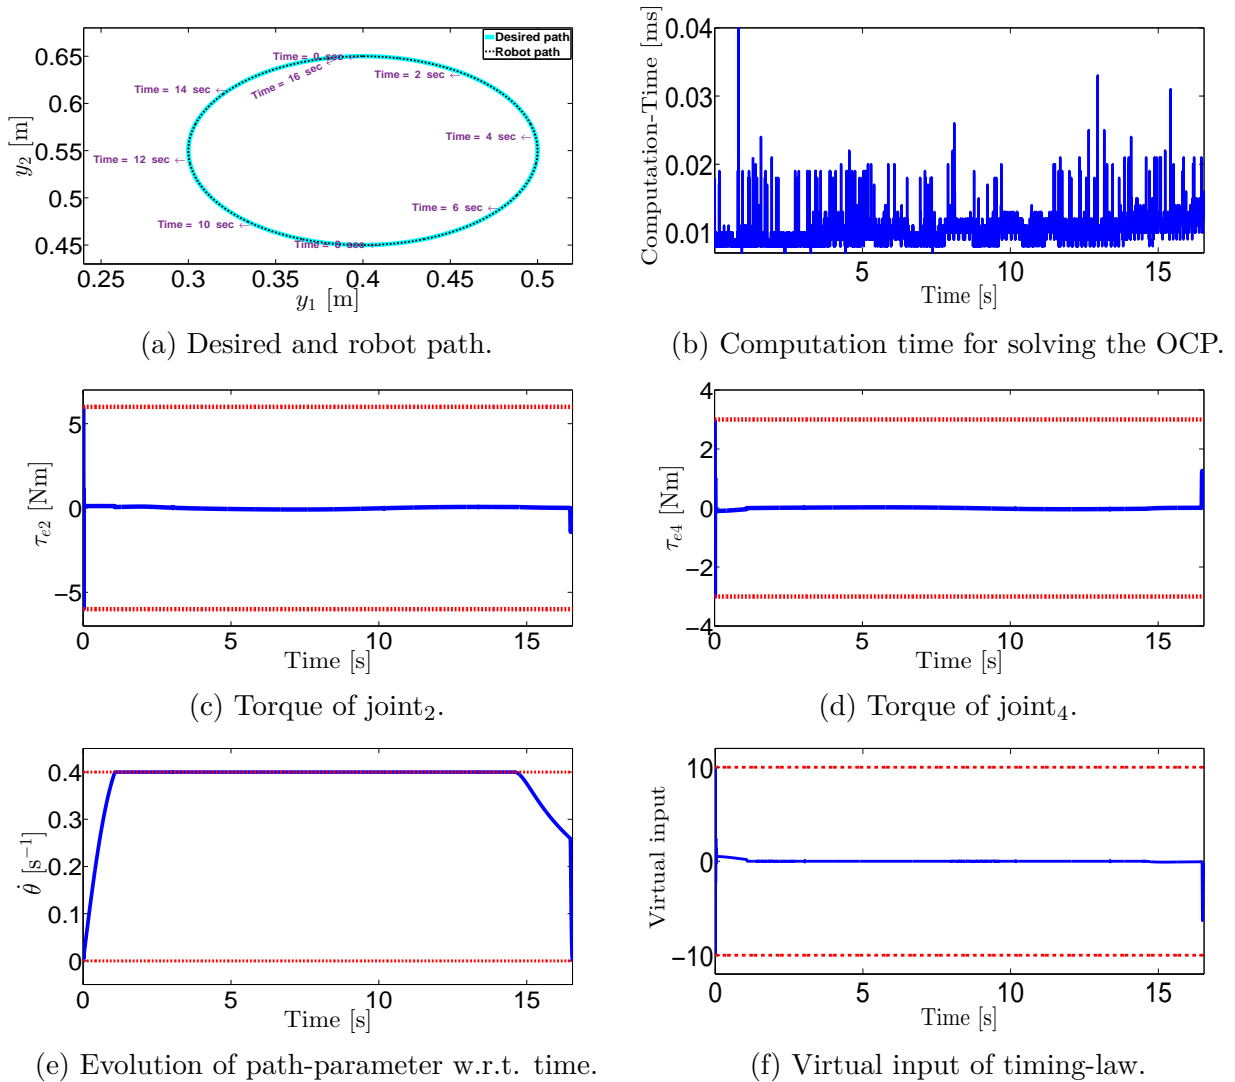 Desired path
Robot path
Time = 0 sec
Time = 16 sec
Time = 2 sec
Time = 14 sec
Time = 4 sec
Time = 12 sec
Time = 6 sec
Time = 10 sec
sec
0.65
0.6
0.55
0.5
0.45
0.25
0.3
0.35
0.4
0.45
0.5
y₂ [m]
y₁ [m]
(a) Desired and robot path.
Computation-Time [ms]
0.04
0.03
0.02
0.01
5
10
15
Time [s]
(b) Computation time for solving the OCP.
τₑ₂ [Nm]
5
0
−5
0
5
10
15
Time [s]
(c) Torque of joint₂.
τₑ₄ [Nm]
4
2
0
−2
−4
0
5
10
15
Time [s]
(d) Torque of joint₄.
θ̇ [s⁻¹]
0.4
0.3
0.2
0.1
0
0
5
10
15
Time [s]
(e) Evolution of path-parameter w.r.t. time.
Virtual input
10
0
−10
0
5
10
15
Time [s]
(f) Virtual input of timing-law.